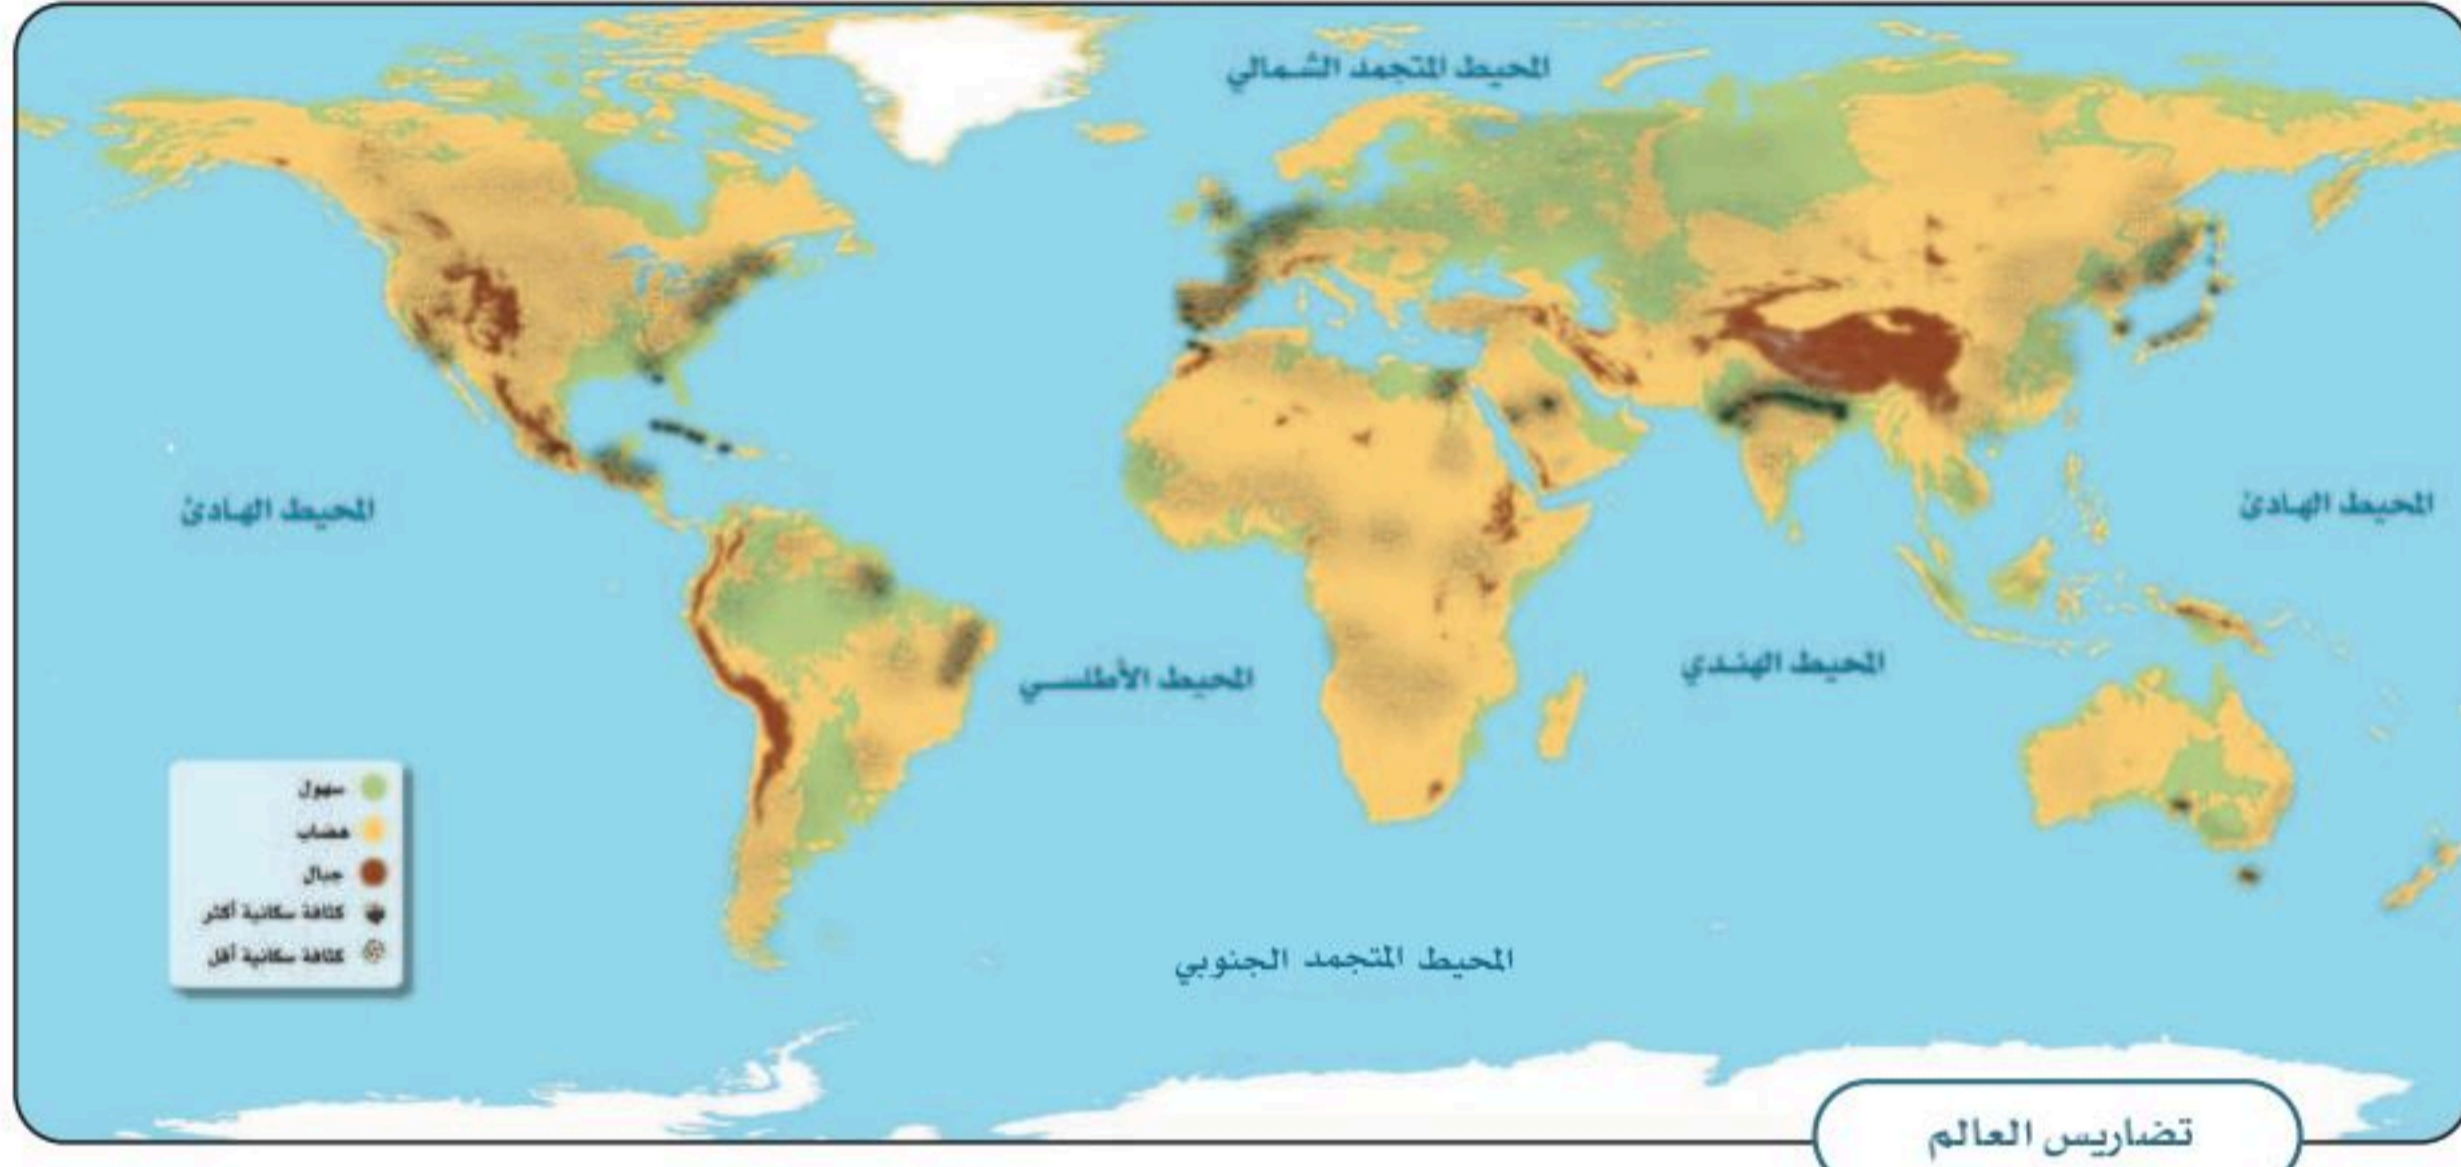 المحيط المتجمد الشمالي
المحيط الهادئ
المحيط الهادئ
المحيط الأطلسي
المحيط الهندي
سهول
هضاب
جبال
كثافة سكانية أكثر
كثافة سكانية أقل
المحيط المتجمد الجنوبي
تضاريس العالم